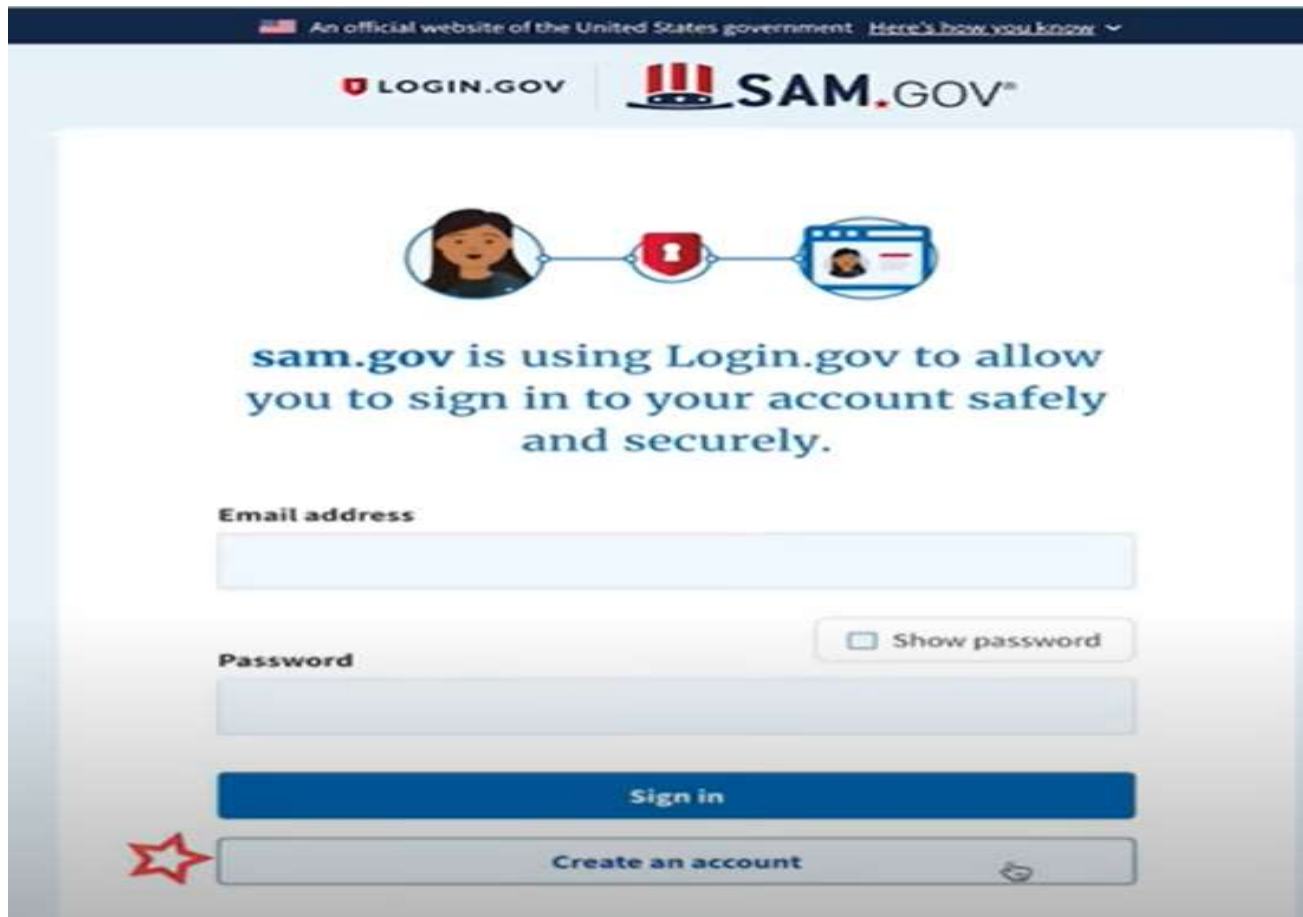 An official website of the United States government Here's how you know
LOGIN.GOV SAM.GOV®
sam.gov is using Login.gov to allow
you to sign in to your account safely
and securely.
Email address
Show password
Password
Sign in
Create an account